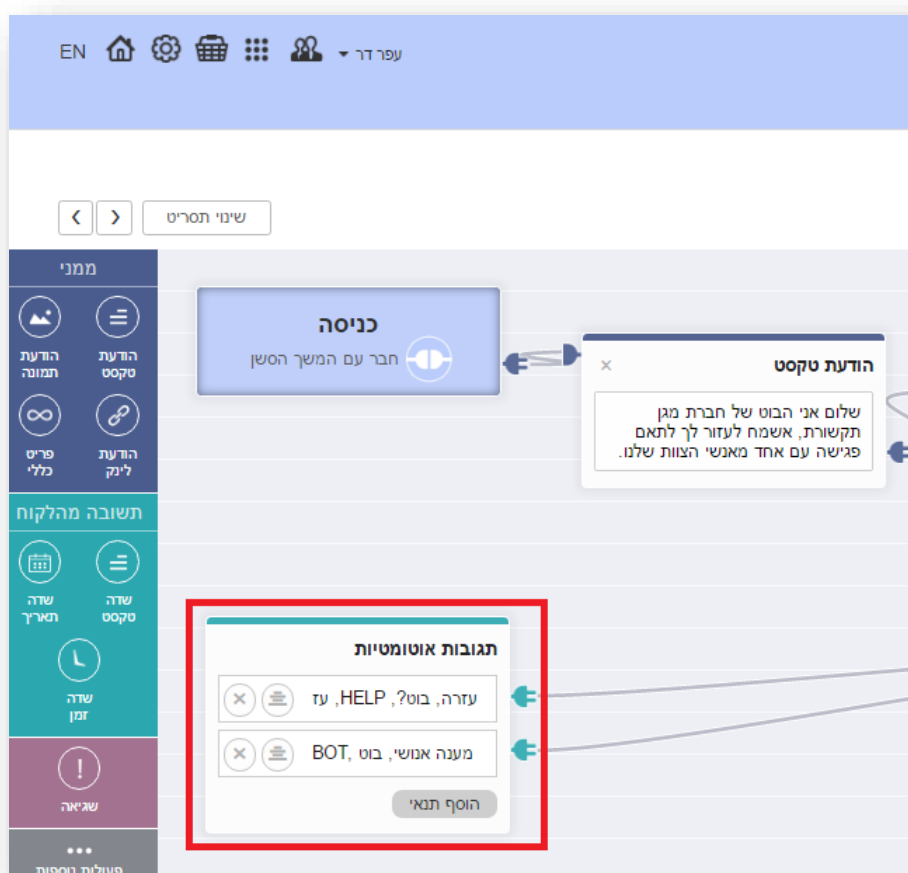 עפר דר
EN
שינוי תסריט
ממני
הודעת
טקסט
הודעת
תמונה
הודעת
לינק
פריט
כללי
תשובה מהלקוח
שדה
טקסט
שדה
תאריך
שדה
זמן
שגיאה
פעולות נוספות
כניסה
חבר עם המשך הסשן
הודעת טקסט
שלום אני הבוט של חברת מגן
תקשורת, אשמח לעזור לך לתאם
פגישה עם אחד מאנשי הצוות שלנו.
תגובות אוטומטיות
עזרה, בוט?, HELP, עז
מענה אנושי, בוט ,BOT
הוסף תנאי